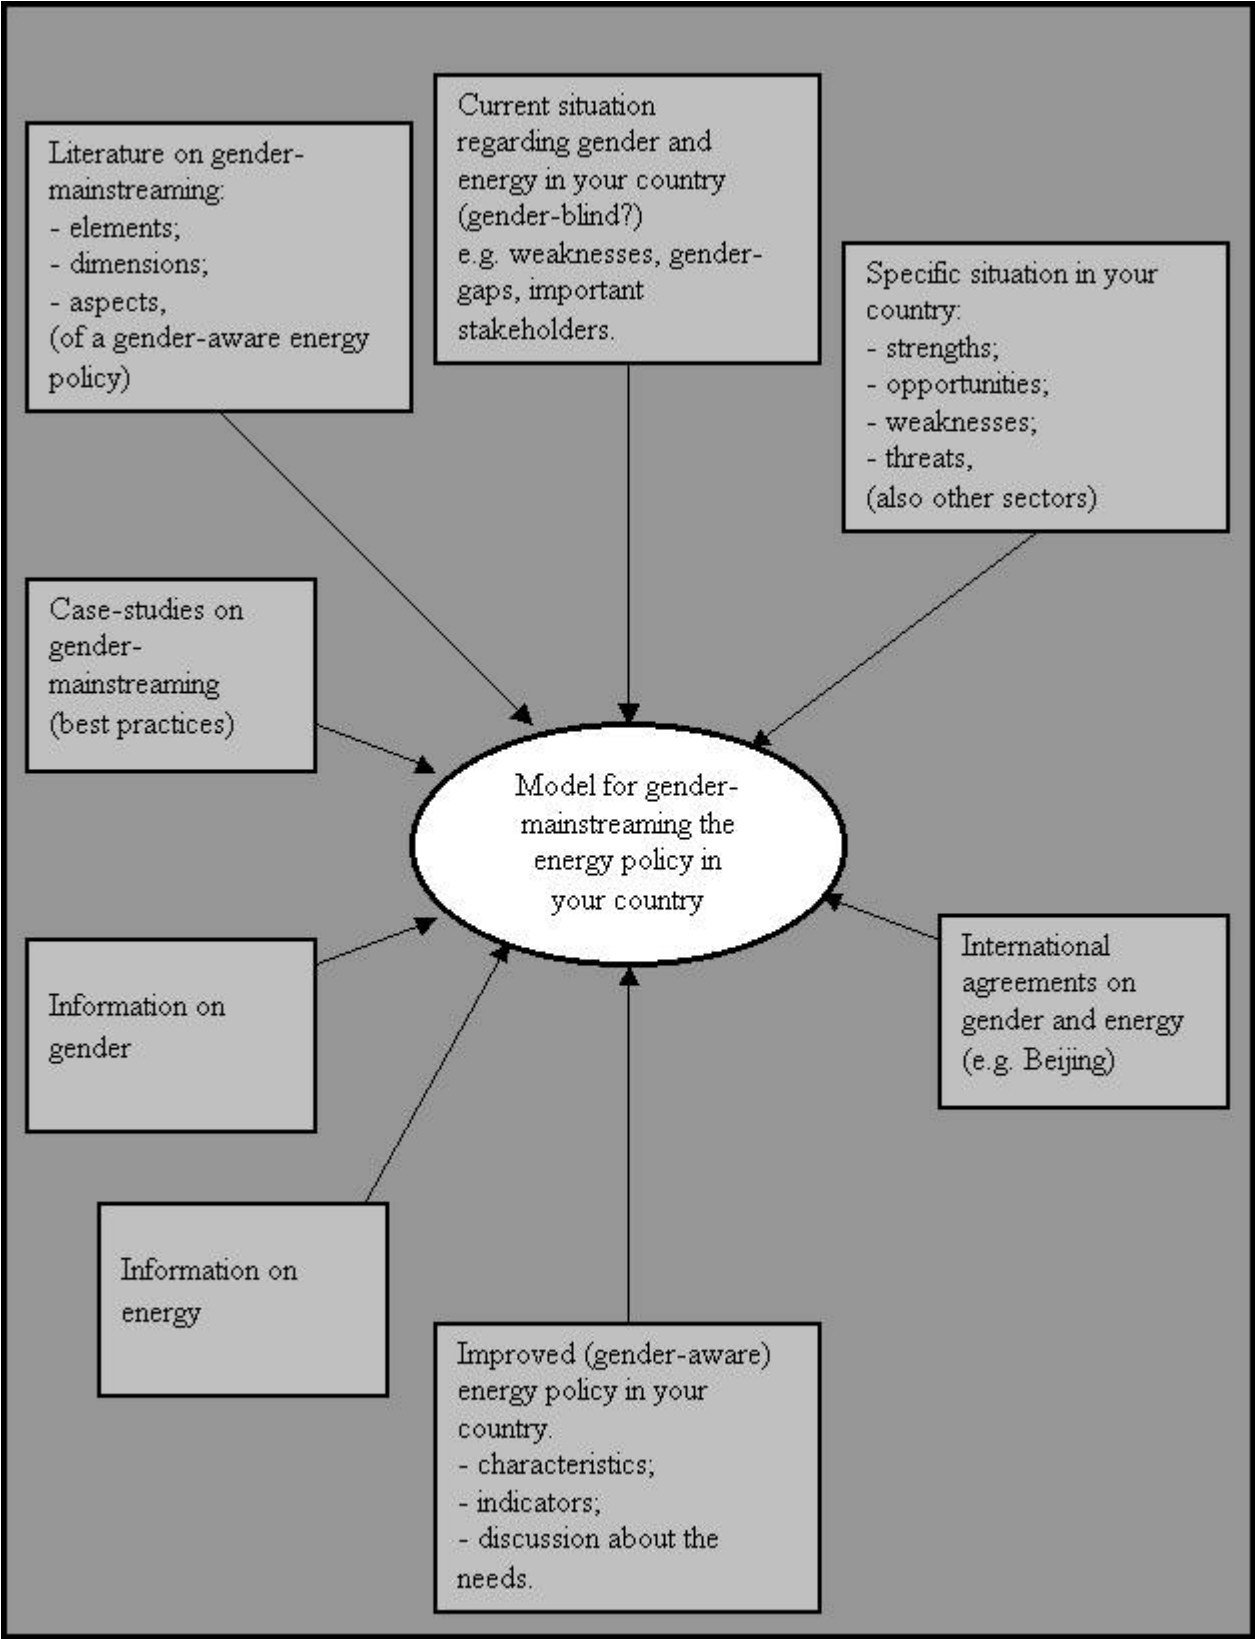 Literature on gender-
mainstreaming:
- elements;
- dimensions;
- aspects,
(of a gender-aware energy
policy)
Current situation
regarding gender and
energy in your country
(gender-blind?)
e.g. weaknesses, gender-
gaps, important
stakeholders.
Specific situation in your
country:
- strengths;
- opportunities;
- weaknesses;
- threats,
(also other sectors)
Case-studies on
gender-
mainstreaming
(best practices)
Model for gender-
mainstreaming the
energy policy in
your country
Information on
gender
International
agreements on
gender and energy
(e.g. Beijing)
Information on
energy
Improved (gender-aware)
energy policy in your
country.
- characteristics;
- indicators;
- discussion about the
needs.